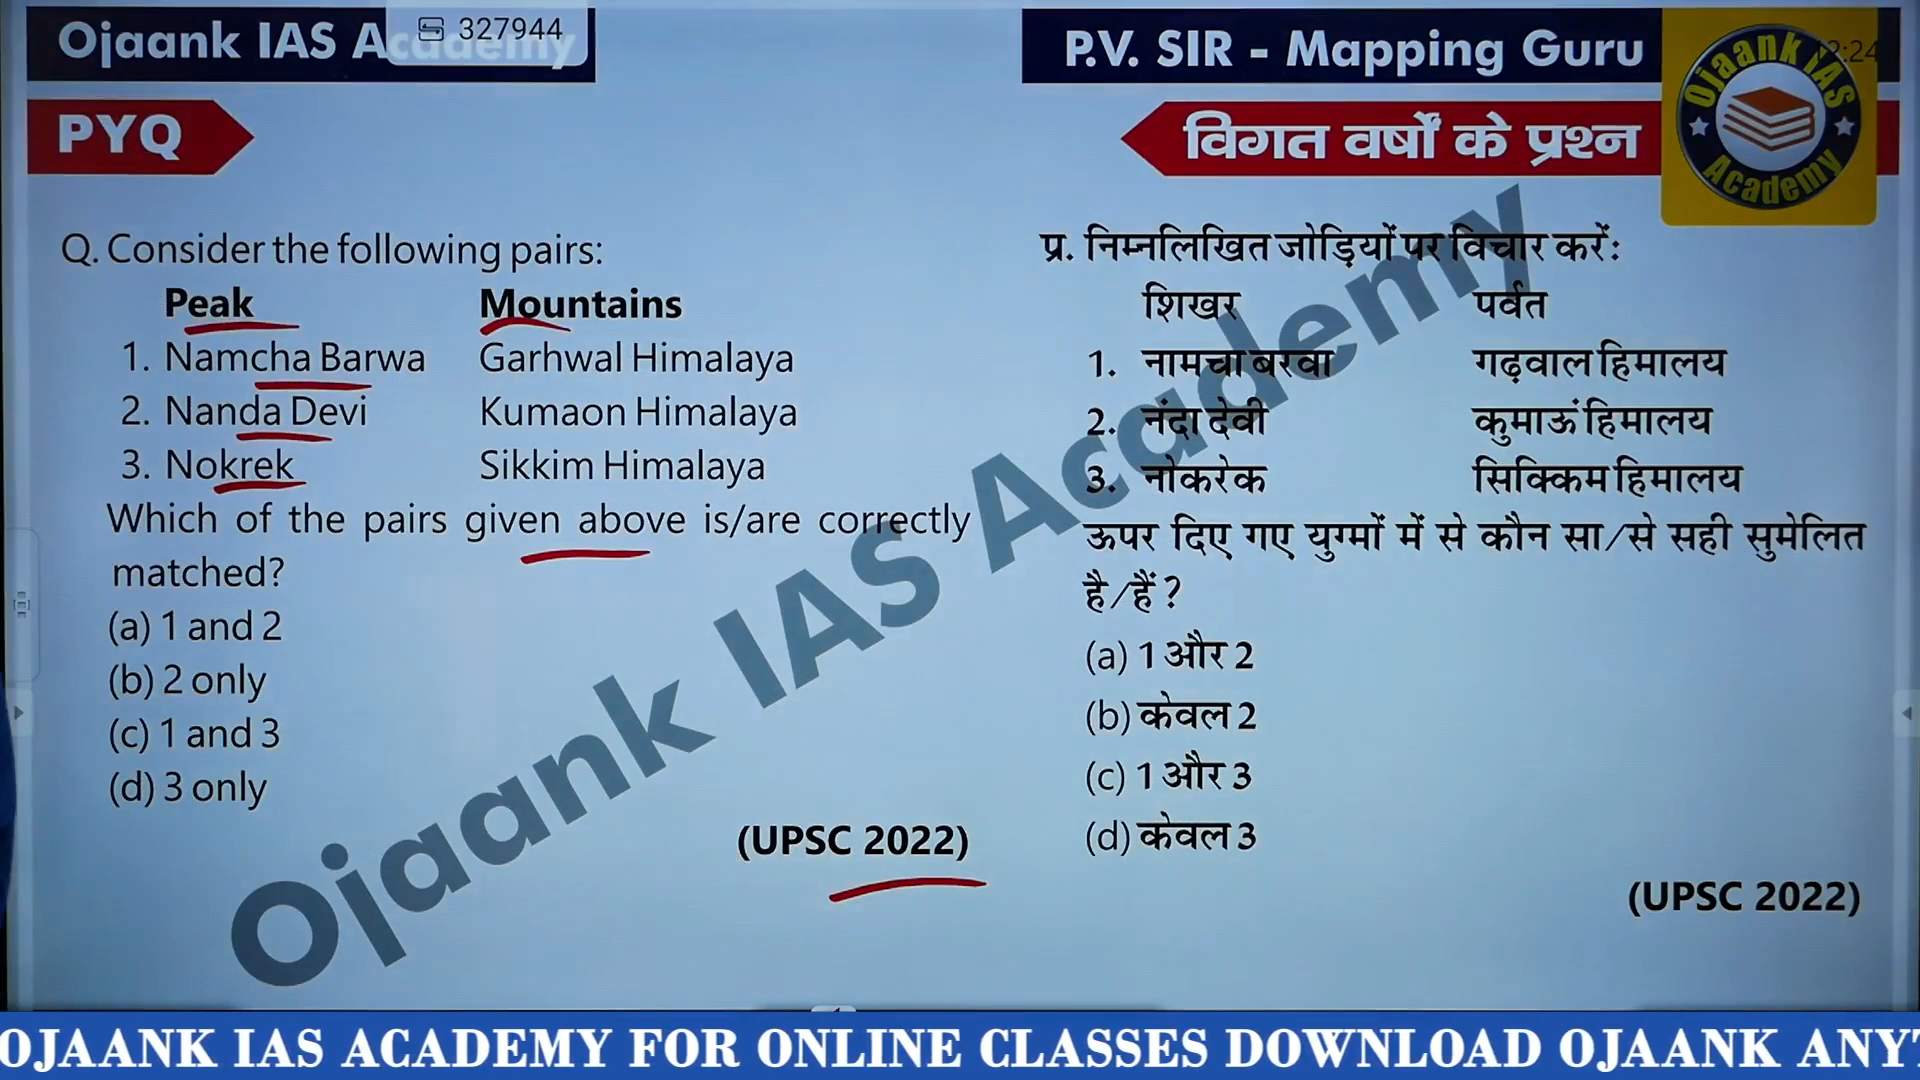 Ojaank IAS Academy
327944
P.V. SIR - Mapping Guru
2:24
Ojaank IAS
Academy
PYQ
विगत वर्षों के प्रश्न
Q. Consider the following pairs:
Peak Mountains
1. Namcha Barwa Garhwal Himalaya
2. Nanda Devi Kumaon Himalaya
3. Nokrek Sikkim Himalaya
Which of the pairs given above is/are correctly
matched?
(a) 1 and 2
(b) 2 only
(c) 1 and 3
(d) 3 only
(UPSC 2022)
प्र. निम्नलिखित जोड़ियों पर विचार करें:
शिखर पर्वत
1. नामचा बरवा गढ़वाल हिमालय
2. नंदा देवी कुमाऊं हिमालय
3. नोकरेक सिक्किम हिमालय
ऊपर दिए गए युग्मों में से कौन सा/से सही सुमेलित
है/हैं?
(a) 1 और 2
(b) केवल 2
(c) 1 और 3
(d) केवल 3
(UPSC 2022)
Ojaank IAS Academy
OJAANK IAS ACADEMY FOR ONLINE CLASSES DOWNLOAD OJAANK ANY